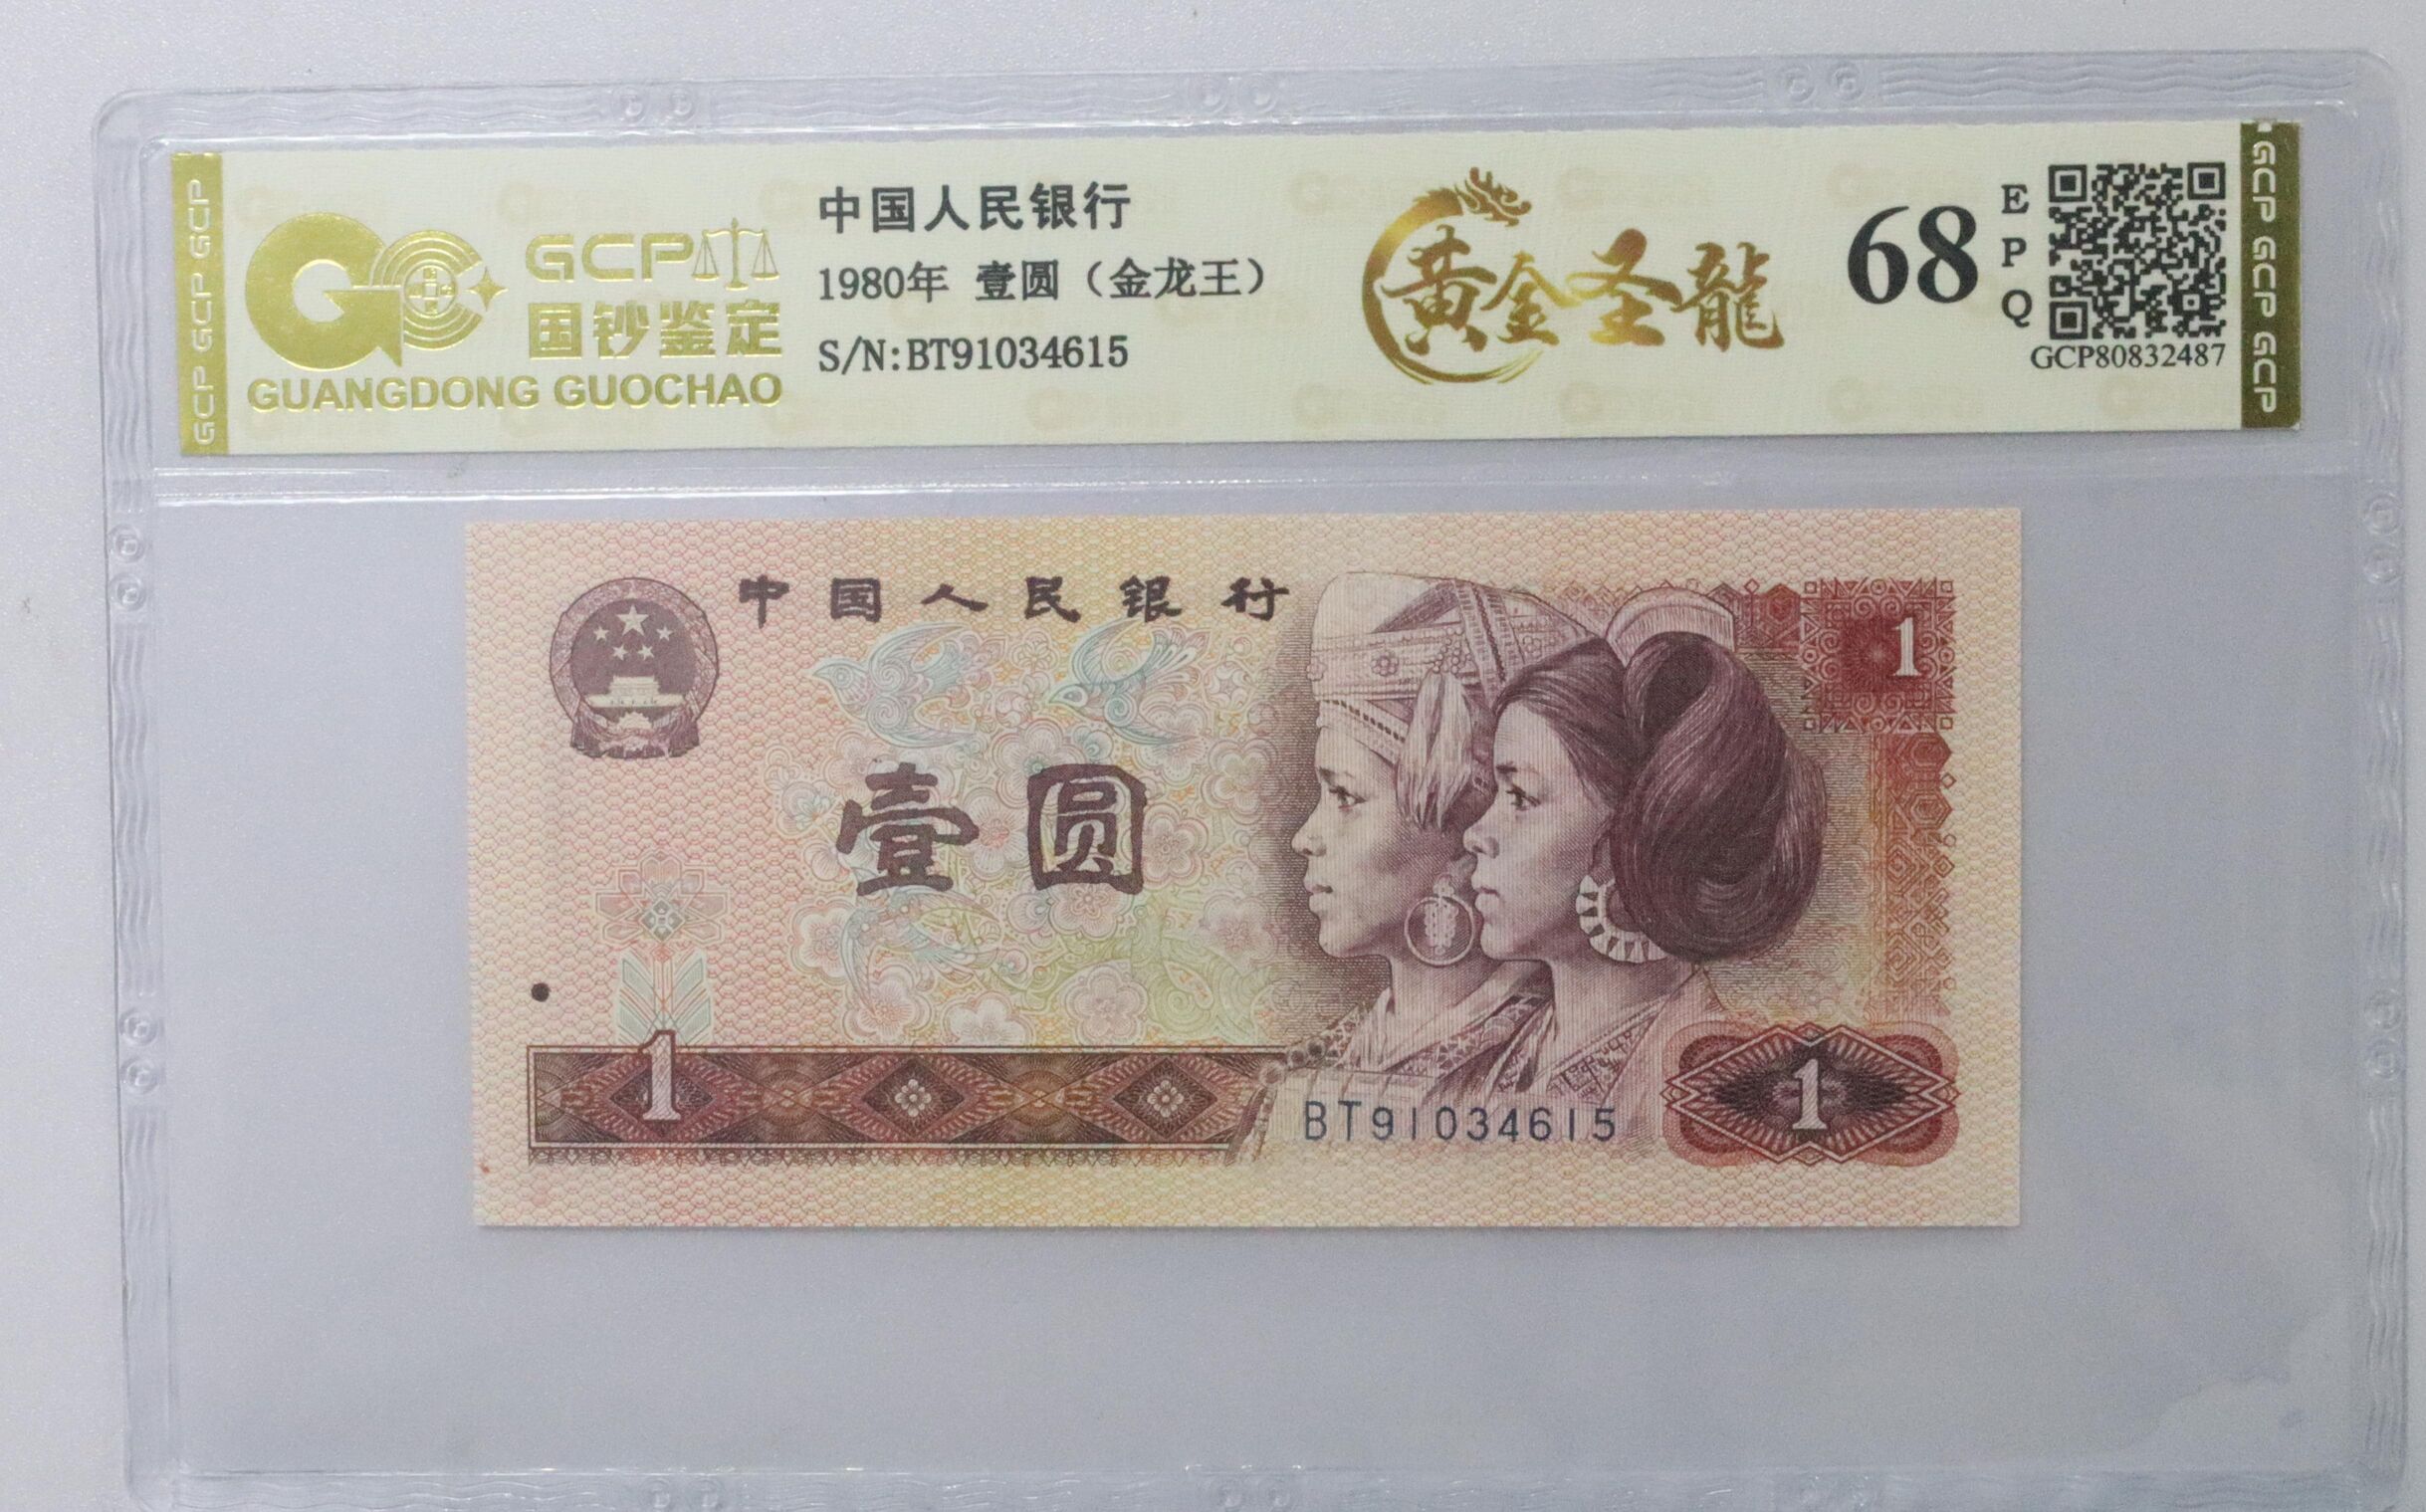 GCP GCP GCP
GCP
国钞鉴定
GUANGDONG GUOCHAO
中国人民银行
1980年 壹圆（金龙王）
S/N:BT91034615
黄金圣龍
68
E
P
Q
GCP80832487
GCP GCP GCP
中国人民银行
1
壹圆
1
BT91034615
1